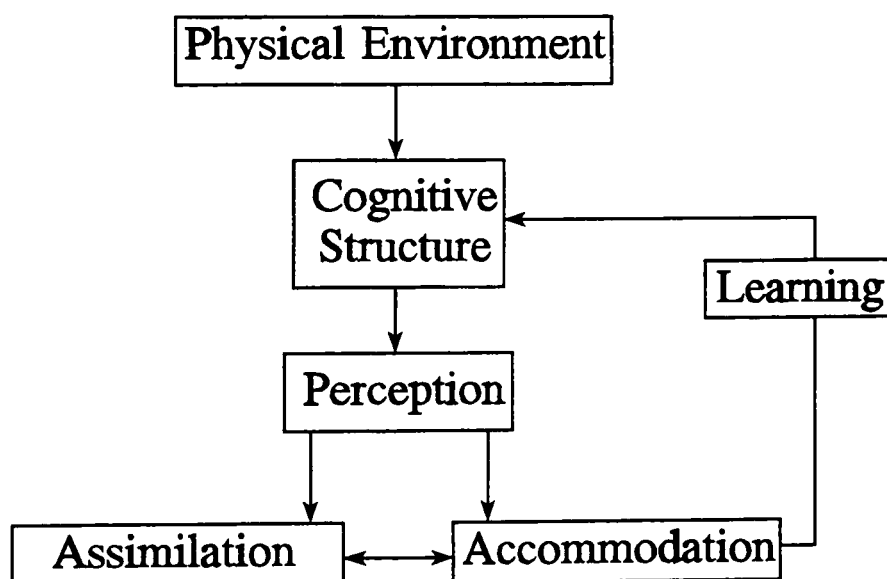 Physical Environment
Cognitive
Structure
Learning
Perception
Assimilation
Accommodation